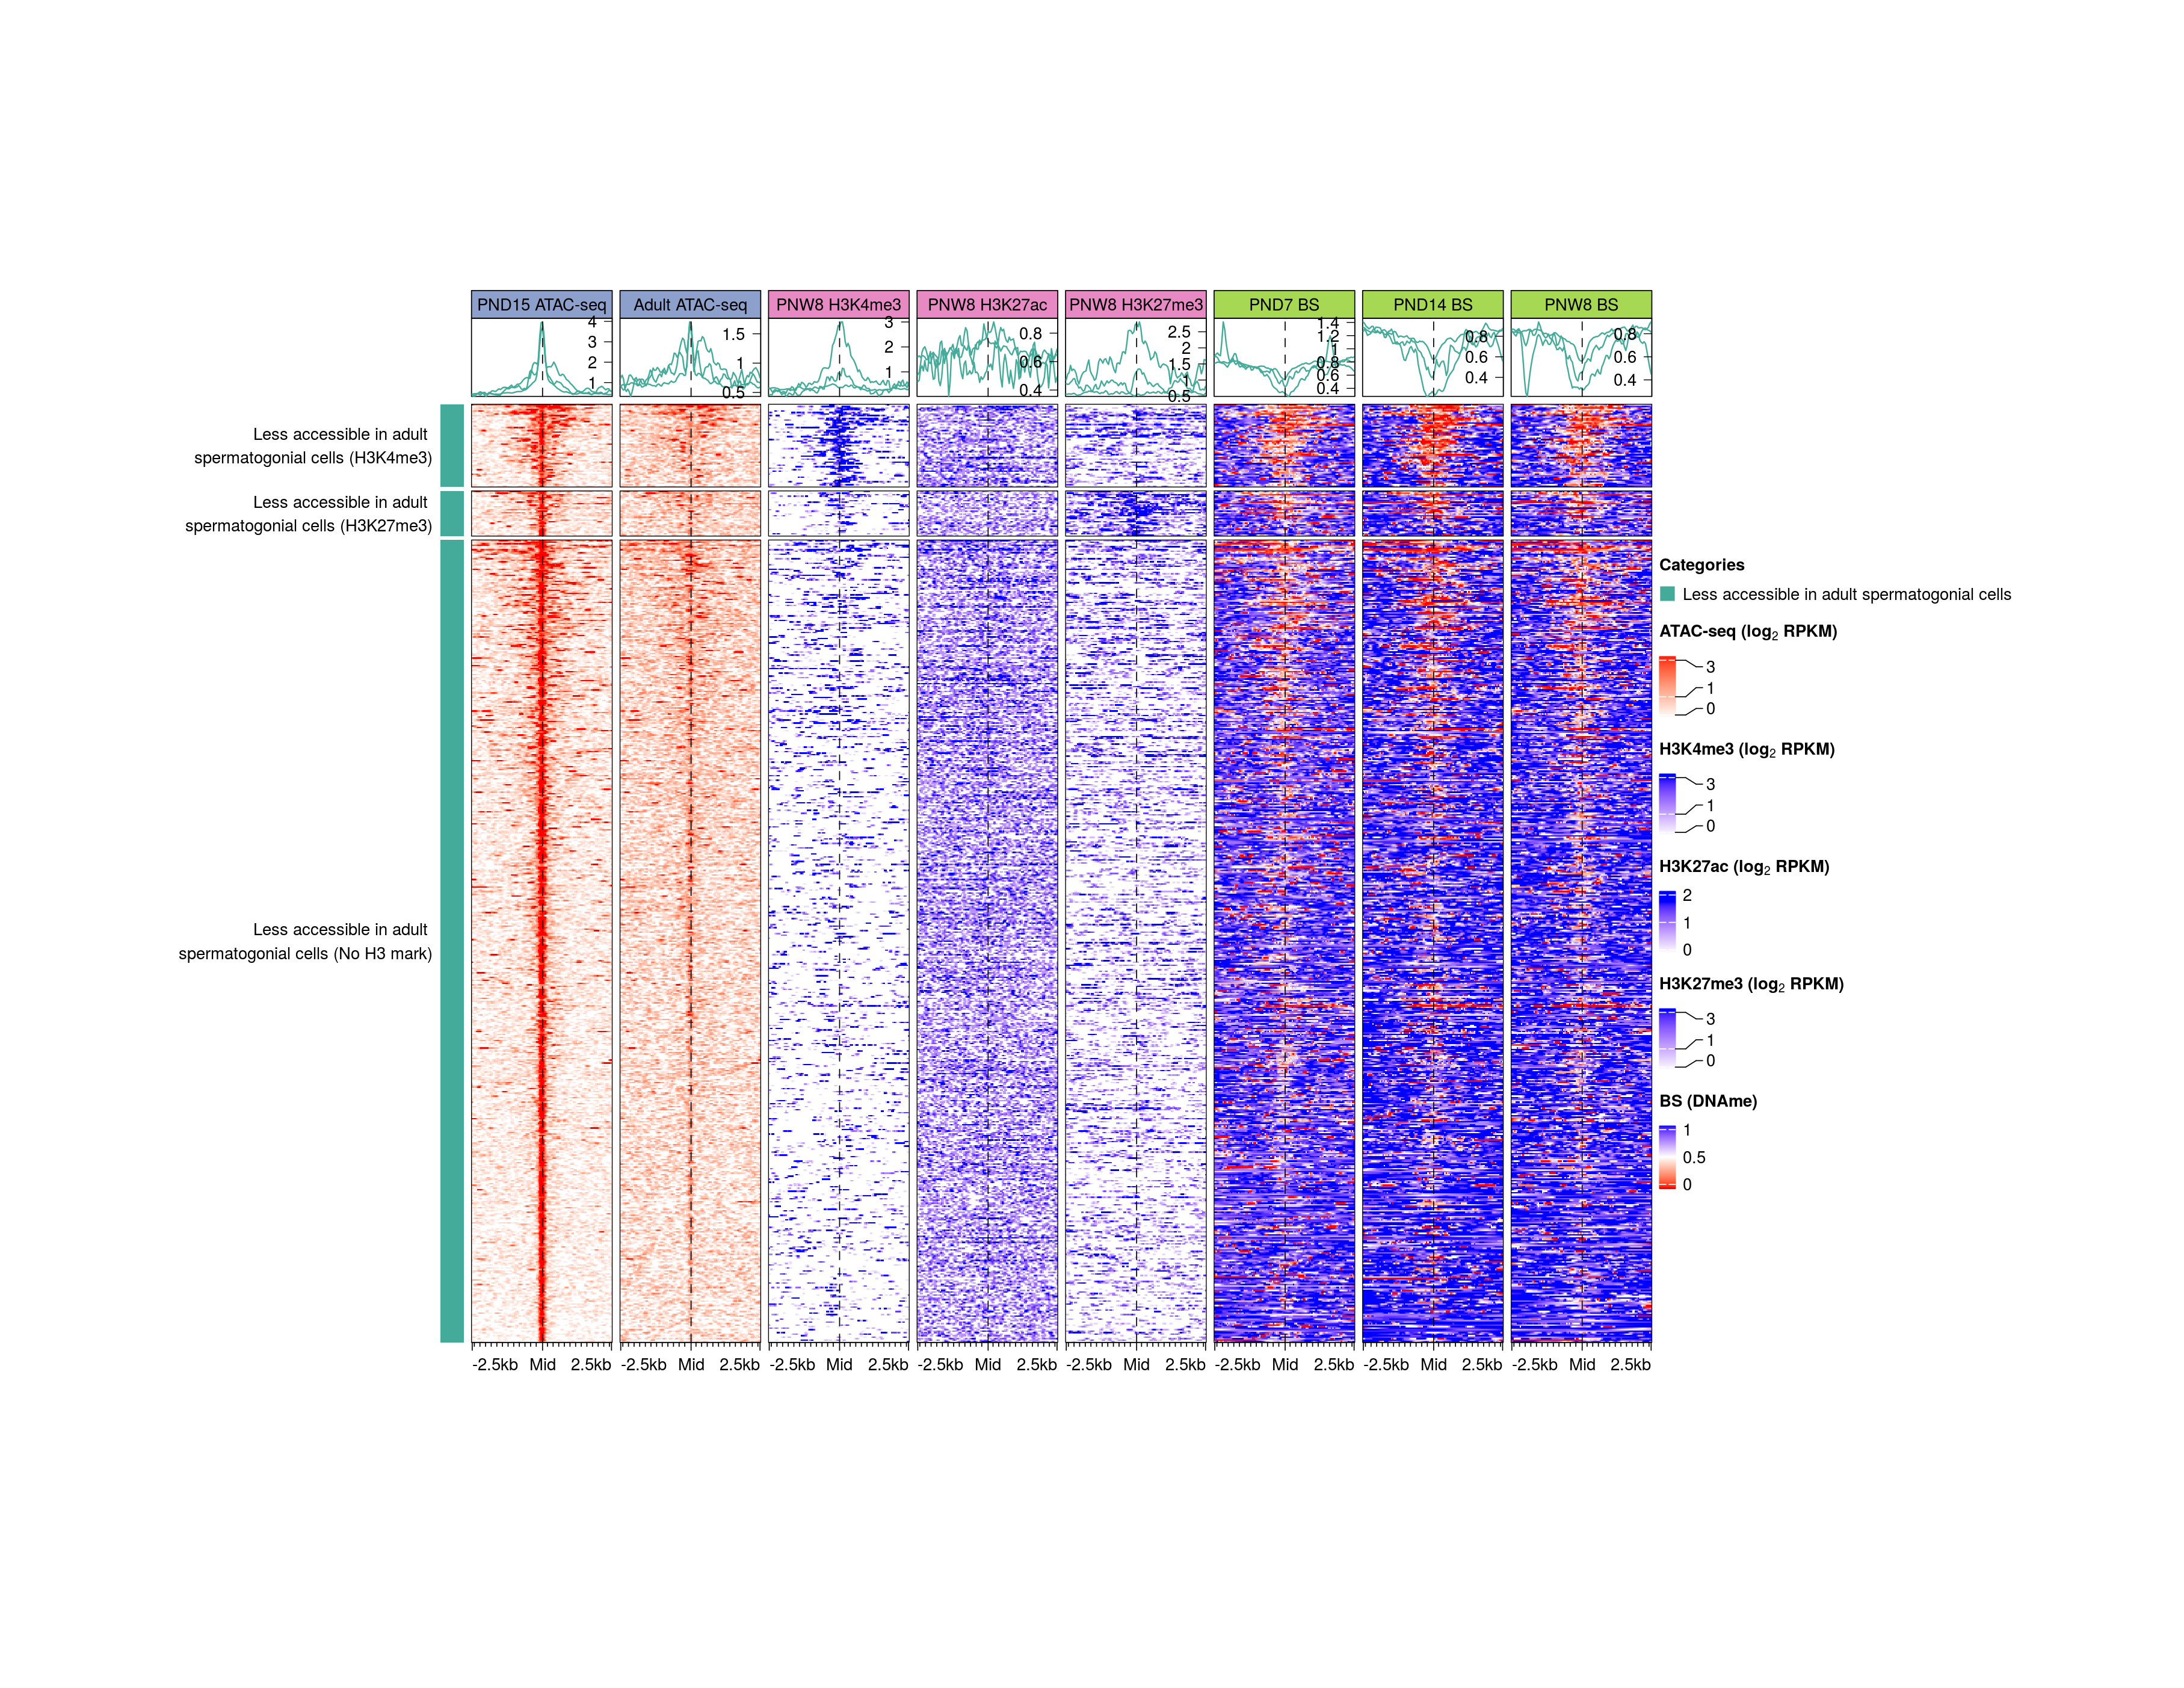 PND15 ATAC-seq
Adult ATAC-seq
PNW8 H3K4me3
PNW8 H3K27ac
PNW8 H3K27me3
PND7 BS
PND14 BS
PNW8 BS
4
3
2
1
1.5
1
0.5
3
2
1
0.8
0.6
0.4
2.5
2
1.5
1
0.5
1.4
1.2
1
0.8
0.6
0.4
0.8
0.6
0.4
0.8
0.6
0.4
Less accessible in adult
spermatogonial cells (H3K4me3)
Less accessible in adult
spermatogonial cells (H3K27me3)
Less accessible in adult
spermatogonial cells (No H3 mark)
-2.5kb Mid 2.5kb
-2.5kb Mid 2.5kb
-2.5kb Mid 2.5kb
-2.5kb Mid 2.5kb
-2.5kb Mid 2.5kb
-2.5kb Mid 2.5kb
-2.5kb Mid 2.5kb
-2.5kb Mid 2.5kb
Categories
Less accessible in adult spermatogonial cells
ATAC-seq (log₂ RPKM)
3
1
0
H3K4me3 (log₂ RPKM)
3
1
0
H3K27ac (log₂ RPKM)
2
1
0
H3K27me3 (log₂ RPKM)
3
1
0
BS (DNAme)
1
0.5
0